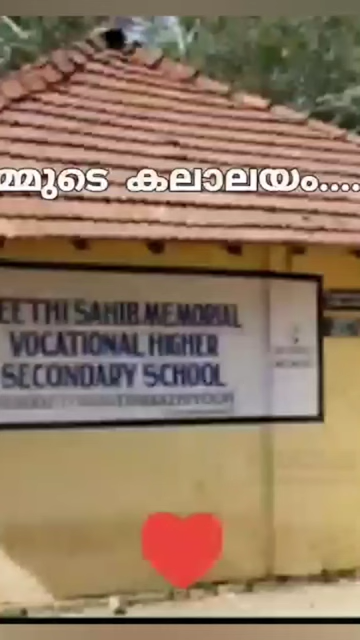 മ്മുടെ കലാലയം....
EETHI SAHIB MEMORIAL
VOCATIONAL HIGHER
SECONDARY SCHOOL